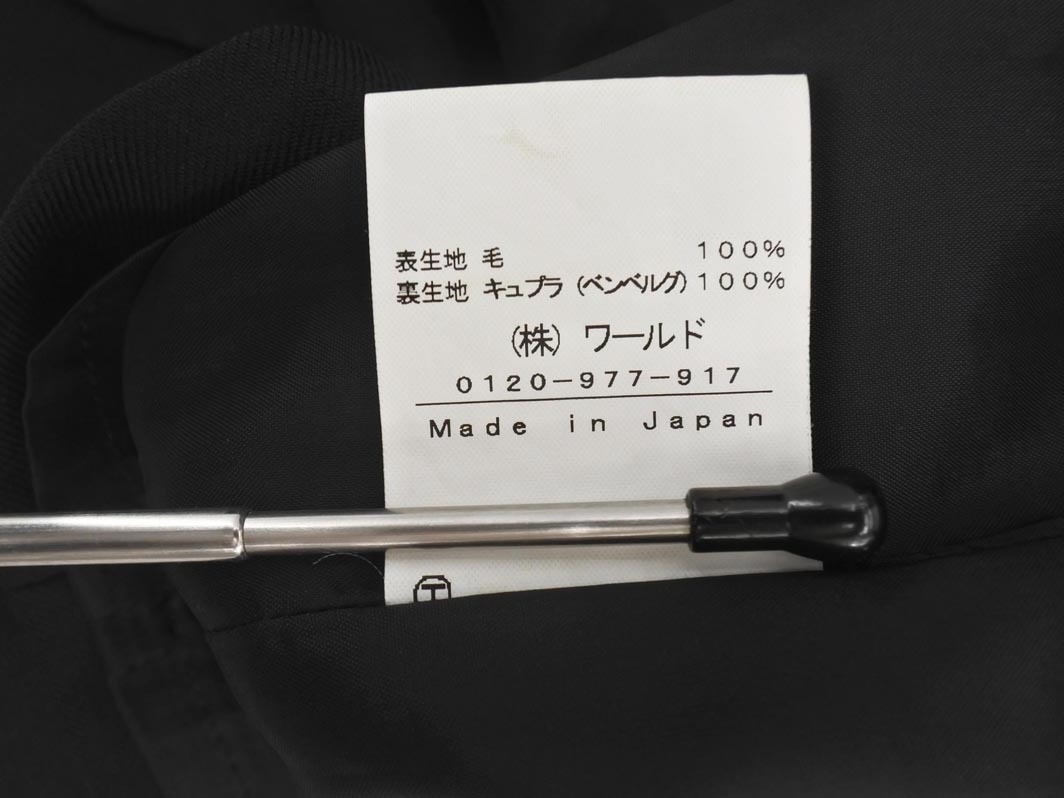 表生地 毛 100%
裏生地 キュプラ (ベンベルグ) 100%
(株) ワールド
0120-977-917
Made in Japan
Ⓣ